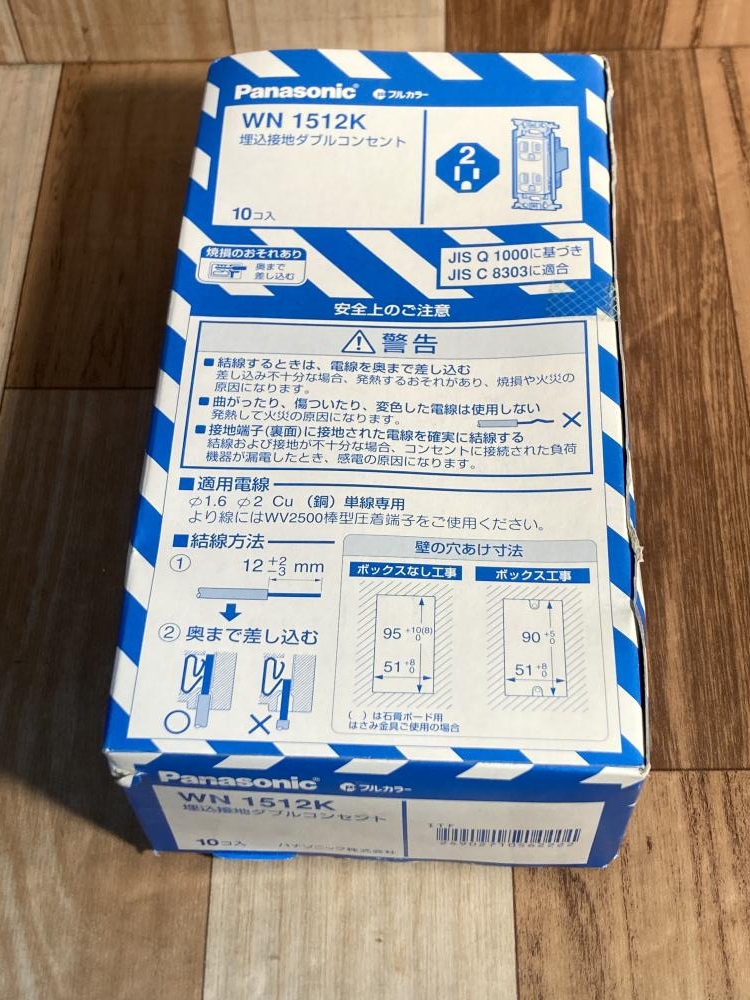 Panasonic フルカラー
WN 1512K
埋込接地ダブルコンセント
2
10コ入
焼損のおそれあり
奥まで
差し込む
JIS Q 1000に基づき
JIS C 8303に適合
安全上のご注意
警告
■結線するときは、電線を奥まで差し込む
差し込み不十分な場合、発熱するおそれがあり、焼損や火災の
原因になります。
■曲がったり、傷ついたり、変色した電線は使用しない
発熱して火災の原因になります。
■接地端子(裏面)に接地された電線を確実に結線する
結線および接地が不十分な場合、コンセントに接続された負荷
機器が漏電したとき、感電の原因になります。
■適用電線
φ1.6 φ2 Cu (銅) 単線専用
より線にはWV2500棒型圧着端子をご使用ください。
■結線方法
① 12 +2 −3 mm
② 奥まで差し込む
壁の穴あけ寸法
ボックスなし工事
95 +10(8) 0
51 +8 0
ボックス工事
90 +5 0
51 +8 0
( )は石膏ボード用
はさみ金具ご使用の場合
Panasonic フルカラー
WN 1512K
埋込接地ダブルコンセント
10コ入 パナソニック株式会社
ITF